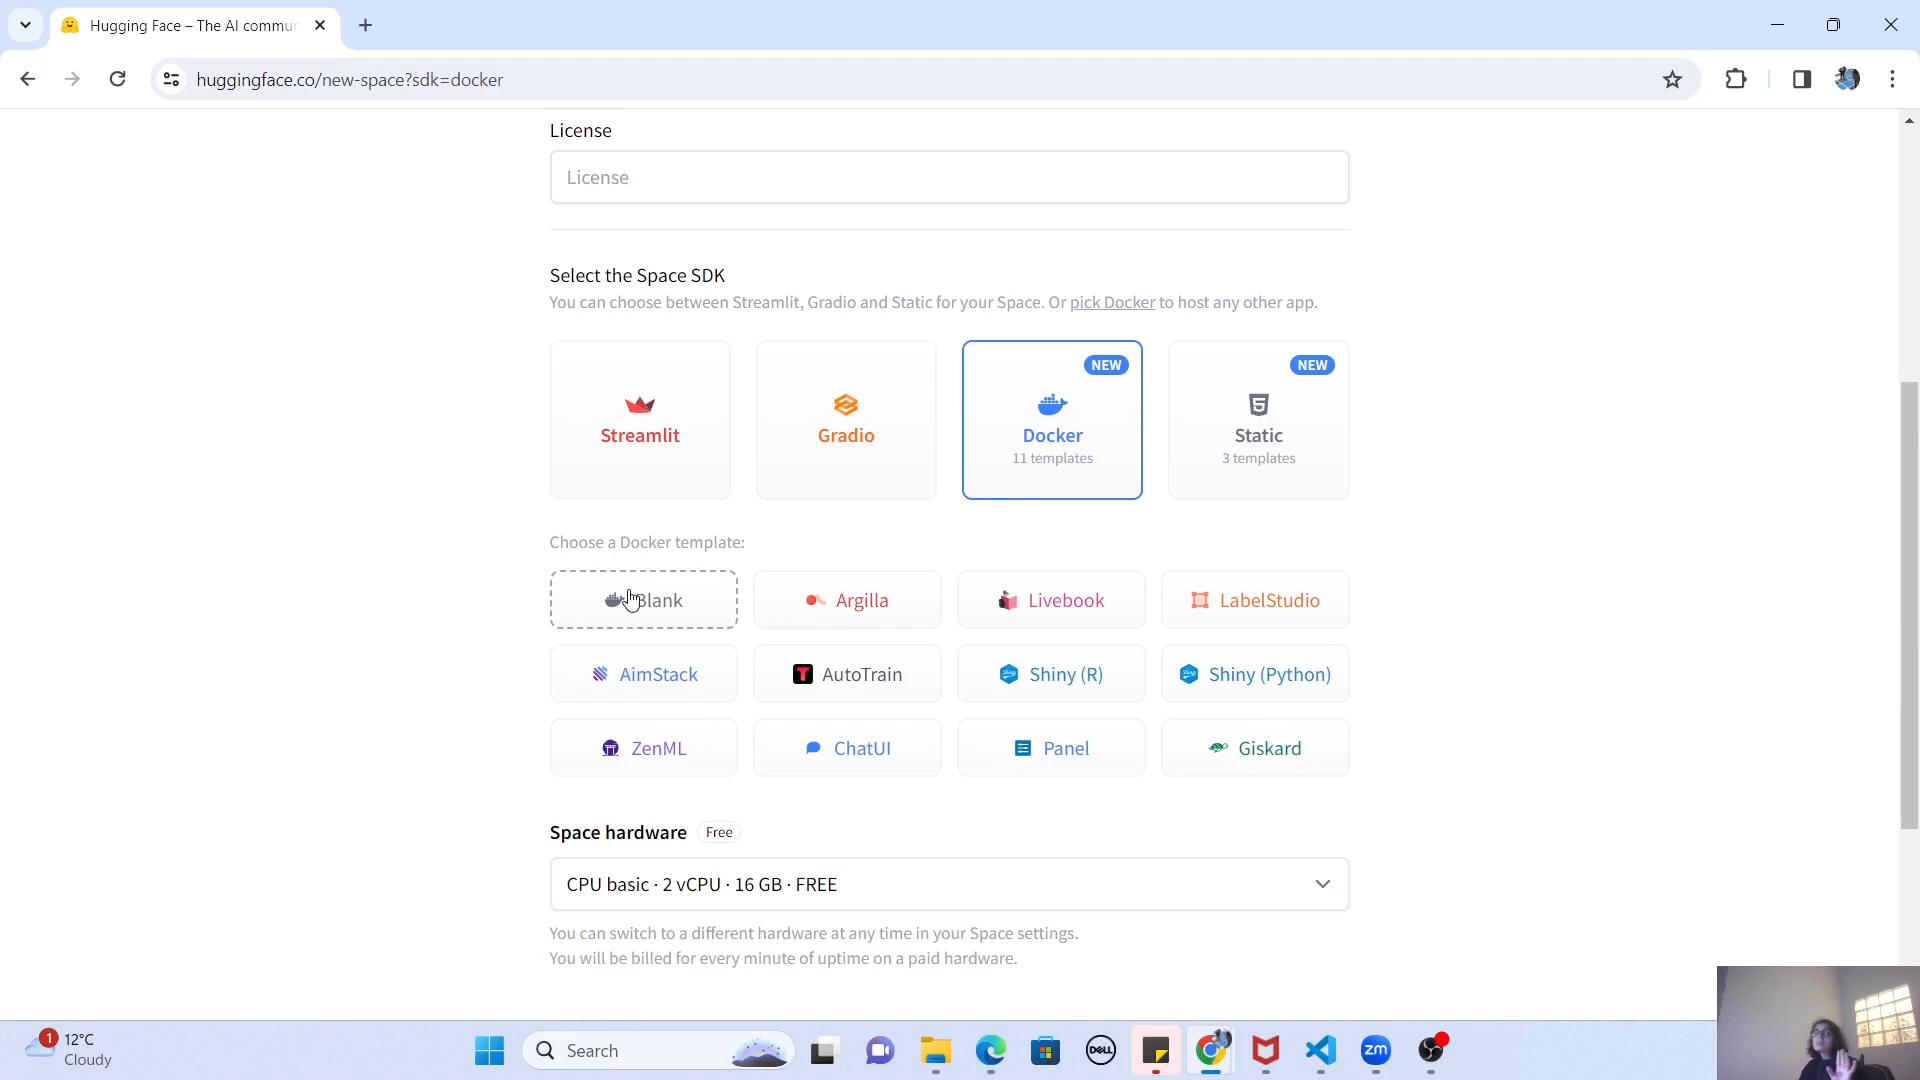 Hugging Face – The AI commun
huggingface.co/new-space?sdk=docker
License
License
Select the Space SDK
You can choose between Streamlit, Gradio and Static for your Space. Or pick Docker to host any other app.
Streamlit
Gradio
NEW
Docker
11 templates
NEW
Static
3 templates
Choose a Docker template:
Blank
Argilla
Livebook
LabelStudio
AimStack
AutoTrain
Shiny (R)
Shiny (Python)
ZenML
ChatUI
Panel
Giskard
Space hardware Free
CPU basic · 2 vCPU · 16 GB · FREE
You can switch to a different hardware at any time in your Space settings.
You will be billed for every minute of uptime on a paid hardware.
1
12°C
Cloudy
Search
DELL
zm